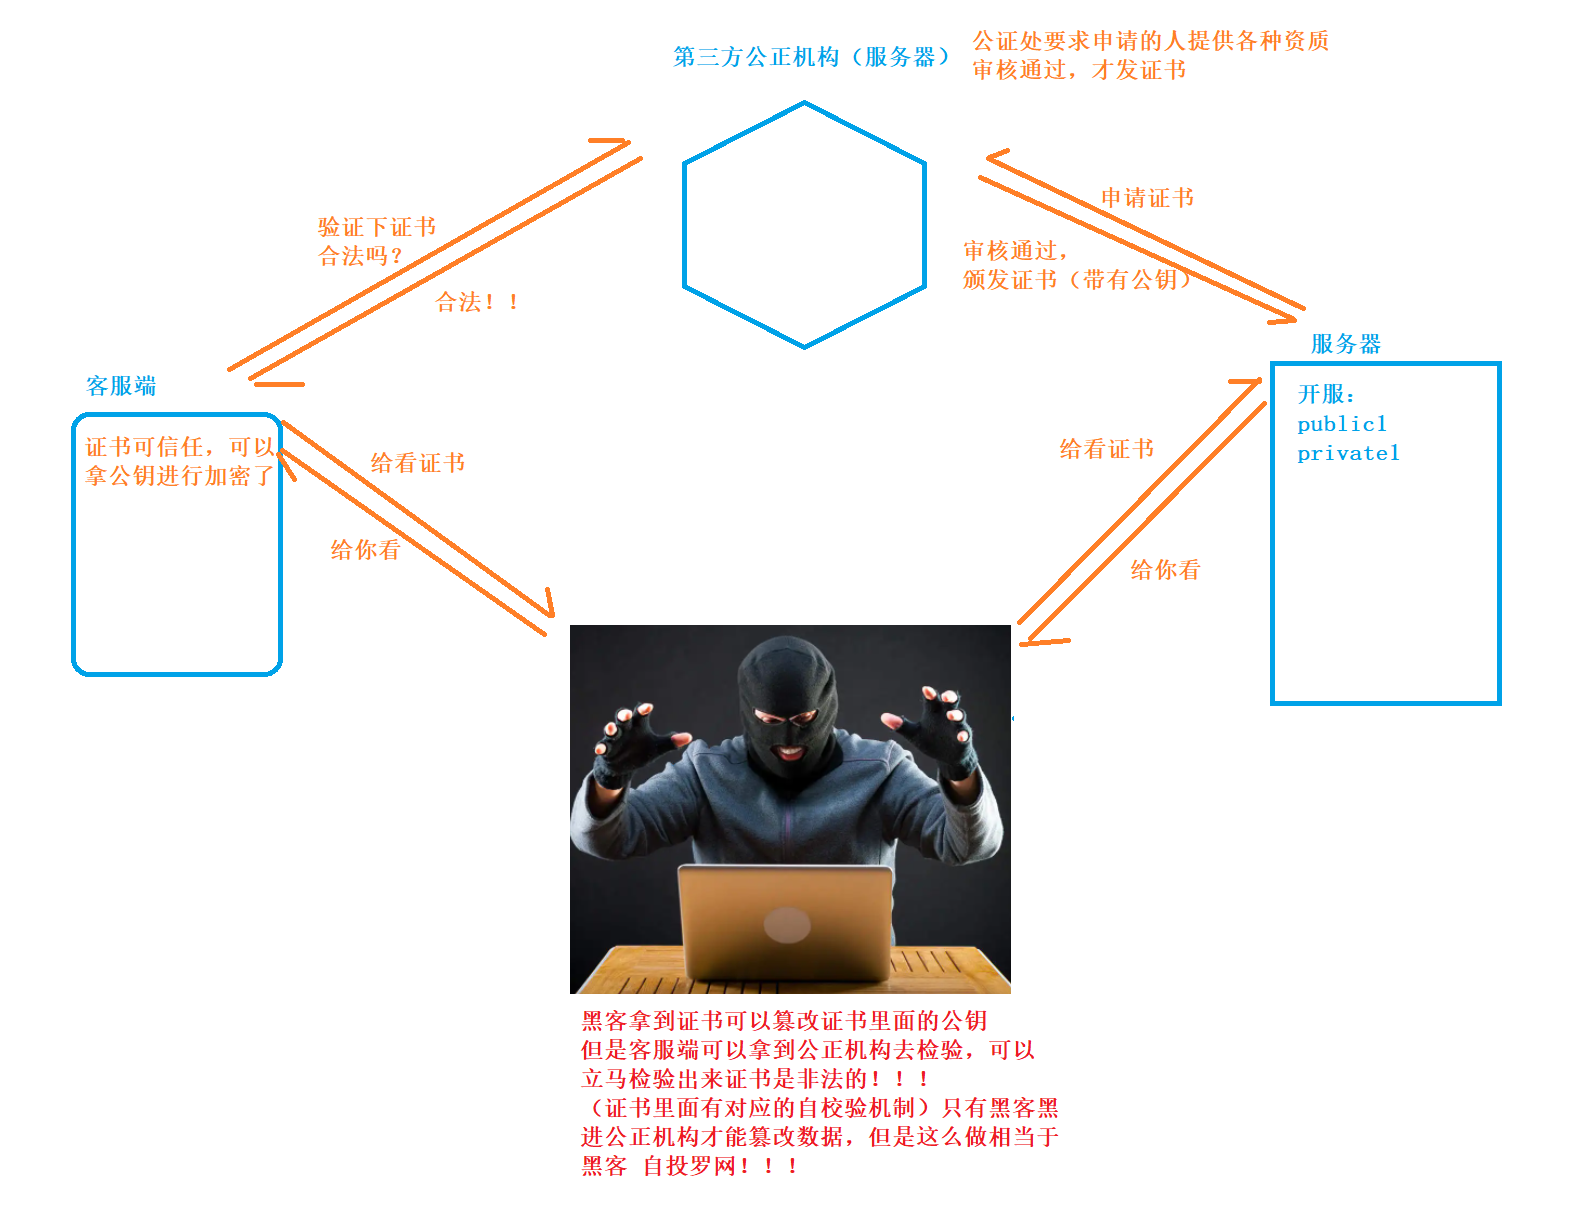 第三方公正机构（服务器）
公证处要求申请的人提供各种资质
审核通过，才发证书
验证下证书
合法吗？
合法！！
申请证书
审核通过，
颁发证书（带有公钥）
客服端
证书可信任，可以
拿公钥进行加密了
给看证书
给你看
服务器
开服：
public1
private1
给看证书
给你看
黑客拿到证书可以篡改证书里面的公钥
但是客服端可以拿到公正机构去检验，可以
立马检验出来证书是非法的！！！
（证书里面有对应的自校验机制）只有黑客黑
进公正机构才能篡改数据，但是这么做相当于
黑客 自投罗网！！！